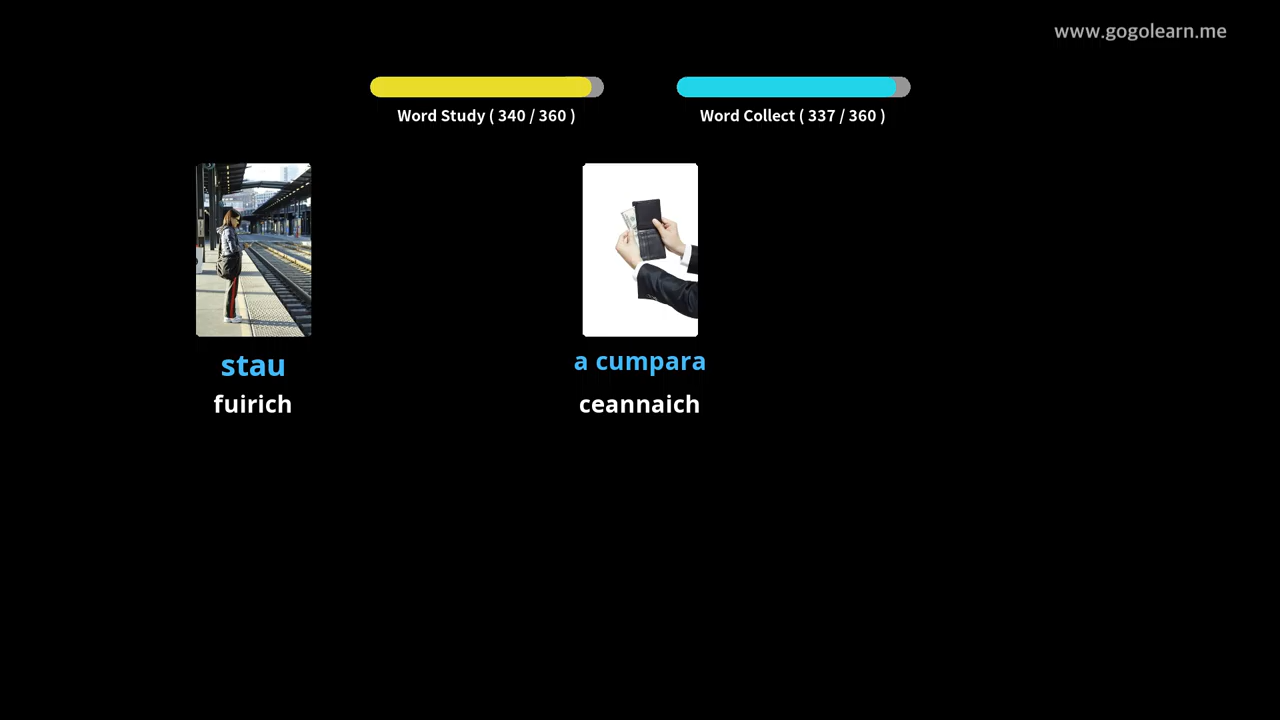 www.gogolearn.me
Word Study ( 340 / 360 )
Word Collect ( 337 / 360 )
stau
fuirich
a cumpara
ceannaich